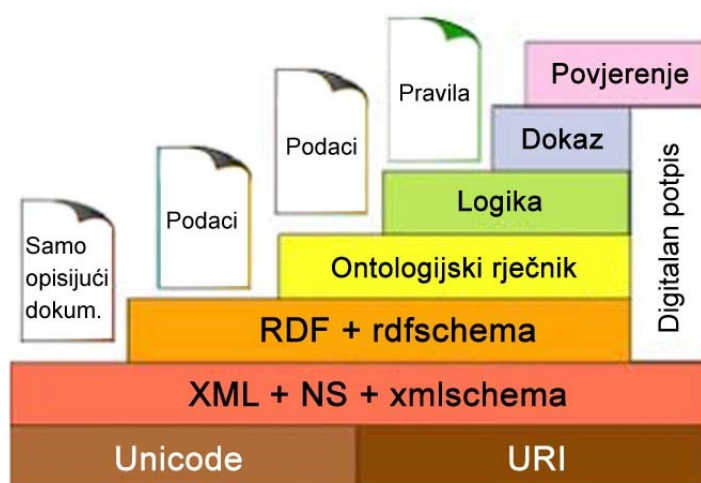 Povjerenje
Pravila
Dokaz
Podaci
Logika
Podaci
Digitalan potpis
Samo
opisijući
dokum.
Ontologijski rječnik
RDF + rdfschema
XML + NS + xmlschema
Unicode
URI